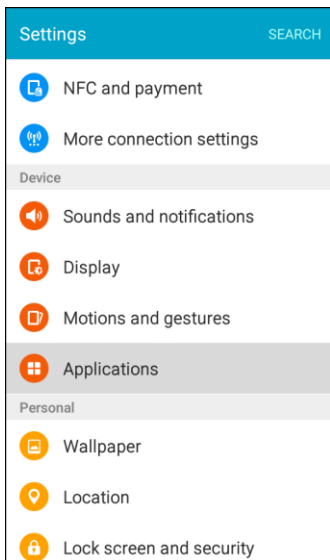 Settings SEARCH
NFC and payment
More connection settings
Device
Sounds and notifications
Display
Motions and gestures
Applications
Personal
Wallpaper
Location
Lock screen and security